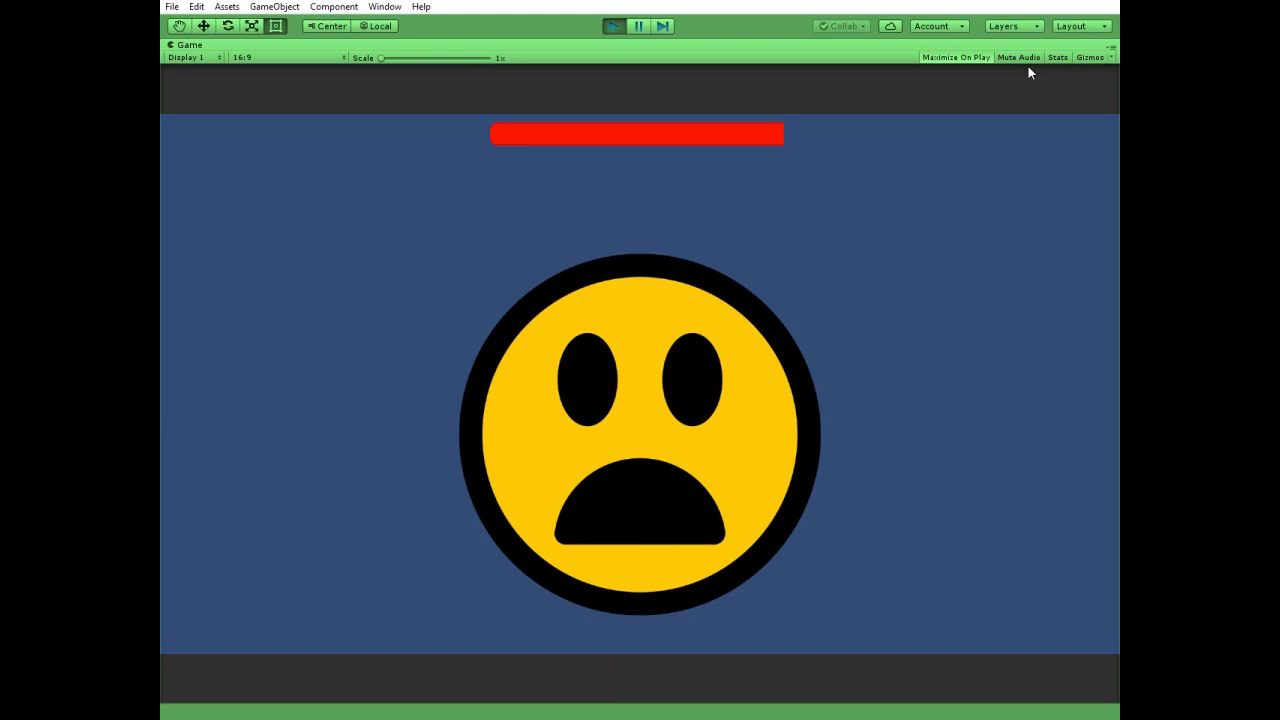 File Edit Assets GameObject Component Window Help
Center Local Collab Account Layers Layout
Game
Display 1 16:9 Scale 1x Maximize On Play Mute Audio Stats Gizmos